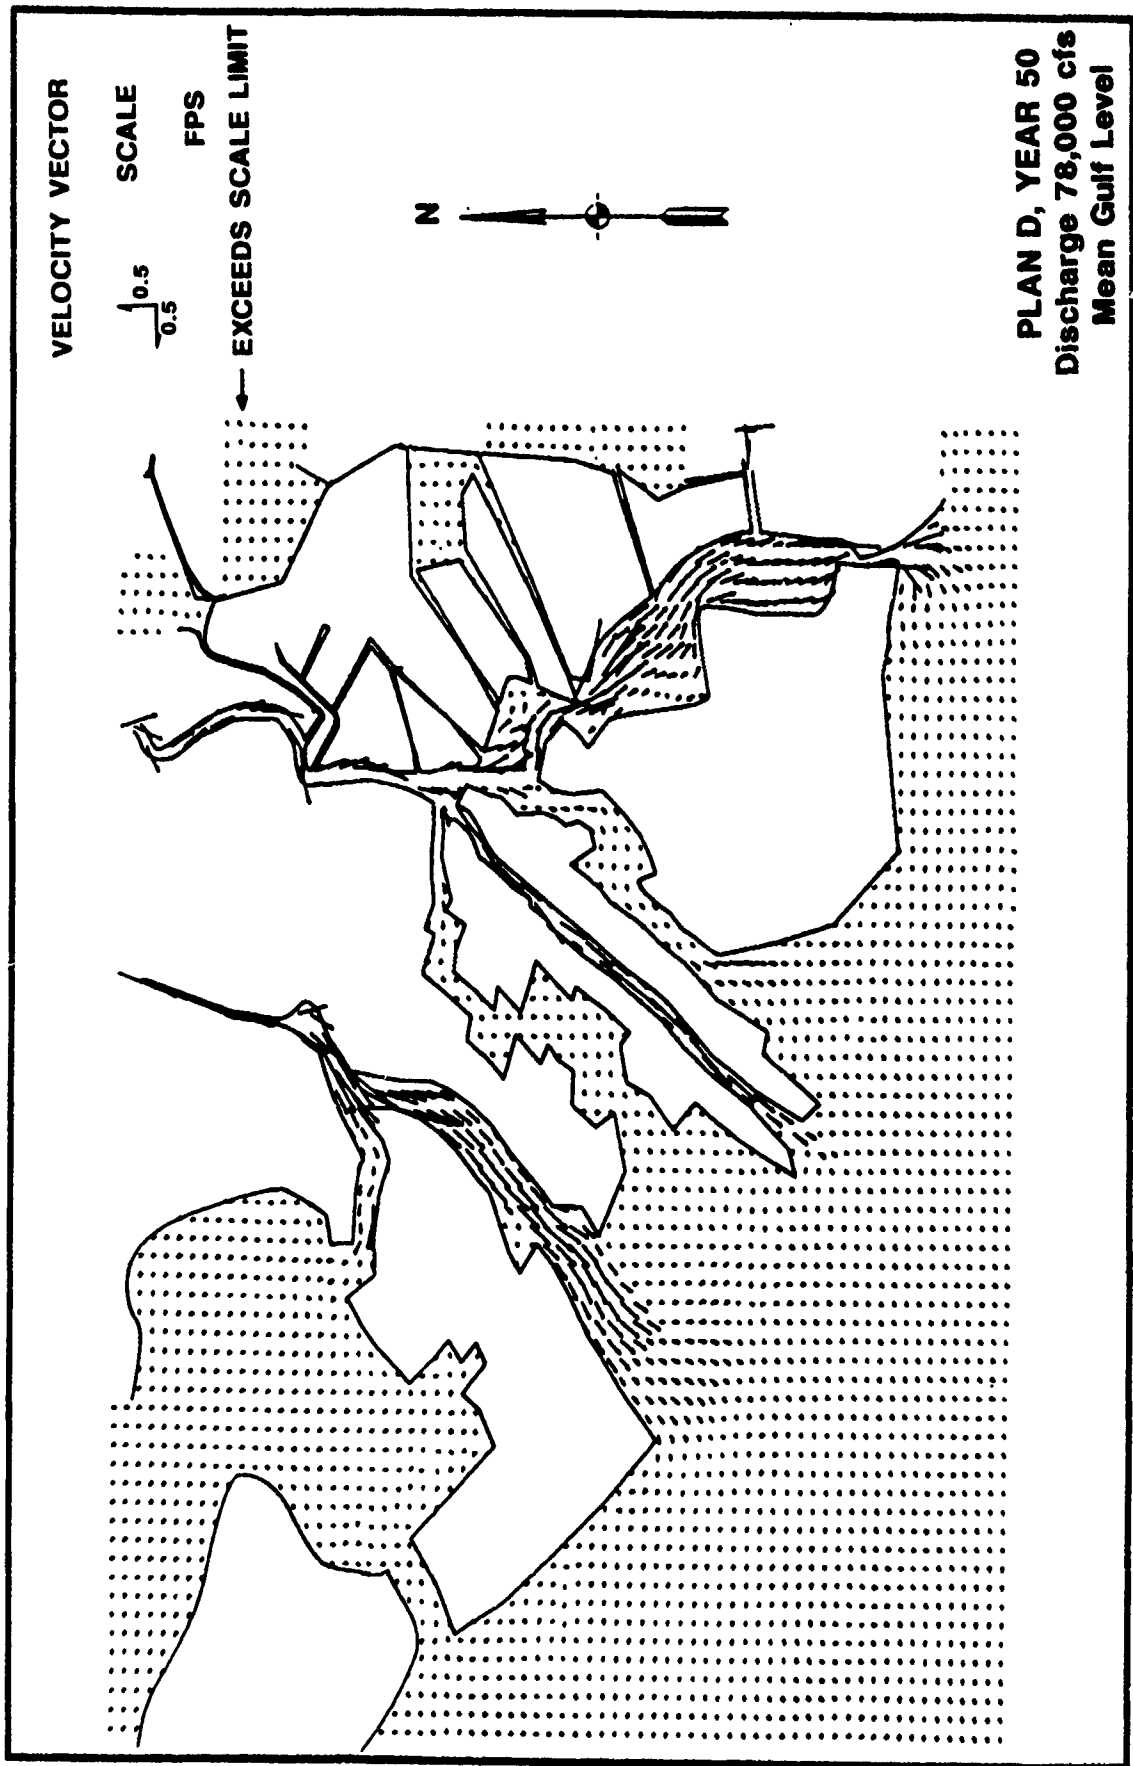 VELOCITY VECTOR
SCALE
0.5
0.5
FPS
← EXCEEDS SCALE LIMIT
N
PLAN D, YEAR 50
Discharge 78,000 cfs
Mean Gulf Level